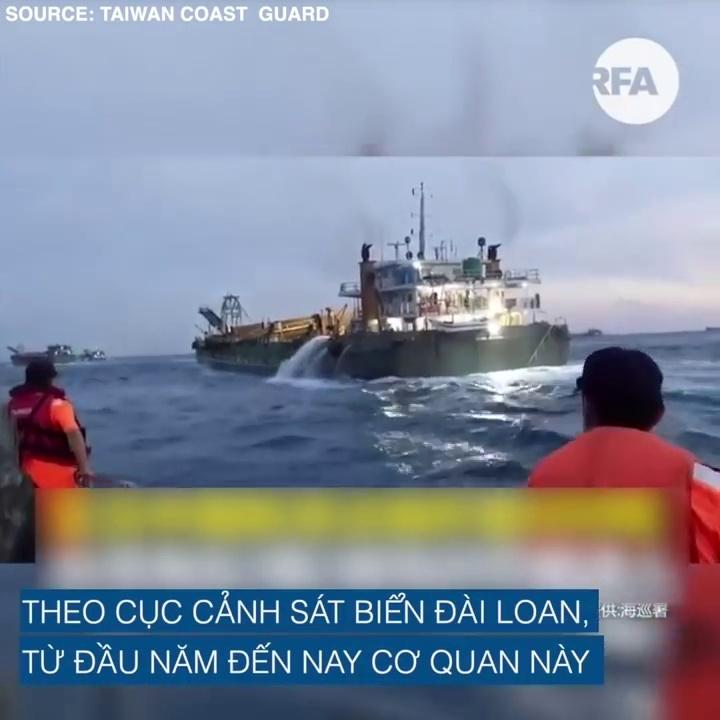 SOURCE: TAIWAN COAST GUARD
RFA
供:海巡署
THEO CỤC CẢNH SÁT BIỂN ĐÀI LOAN,
TỪ ĐẦU NĂM ĐẾN NAY CƠ QUAN NÀY